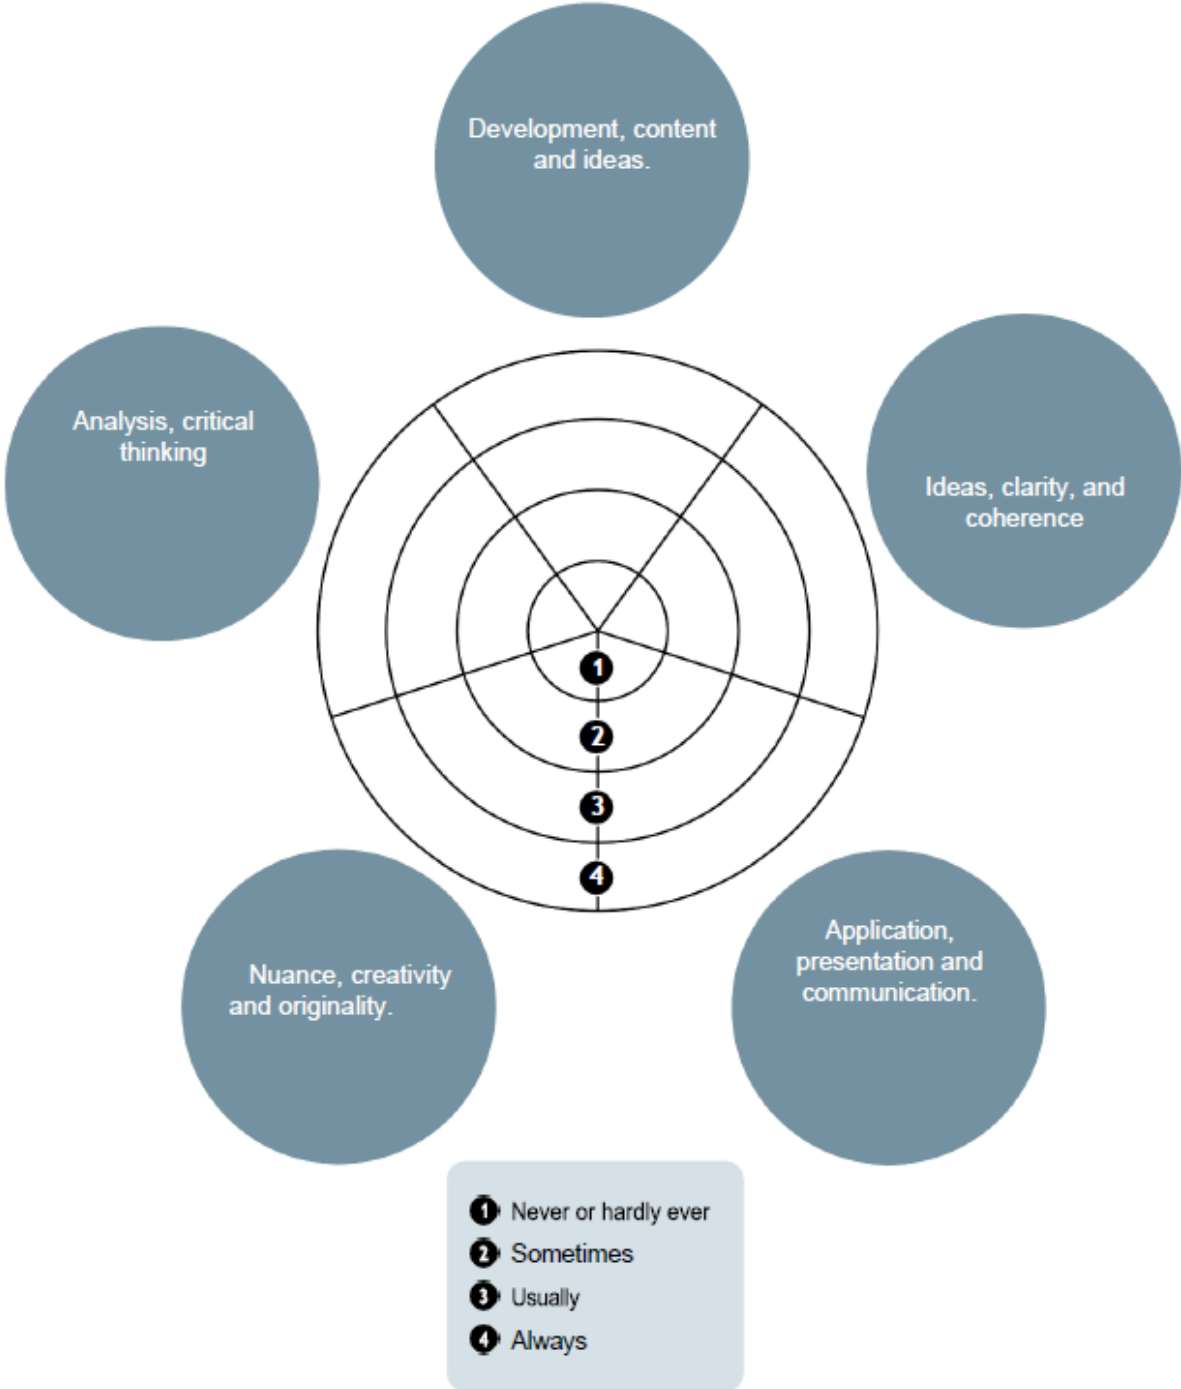 Development, content
and ideas.
Analysis, critical
thinking
Ideas, clarity, and
coherence
1
2
3
4
Nuance, creativity
and originality.
Application,
presentation and
communication.
1 Never or hardly ever
2 Sometimes
3 Usually
4 Always